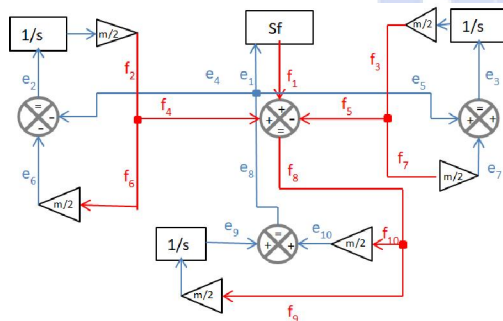 1/s
m/2
Sf
m/2
1/s
e2
f2
e4
e1
f1
f3
e5
e3
f4
f5
=
-
-
+
+
-
=
=
+
+
e6
f6
m/2
e8
f8
f7
m/2
e7
1/s
e9
=
+
+
e10
m/2
f10
m/2
f9